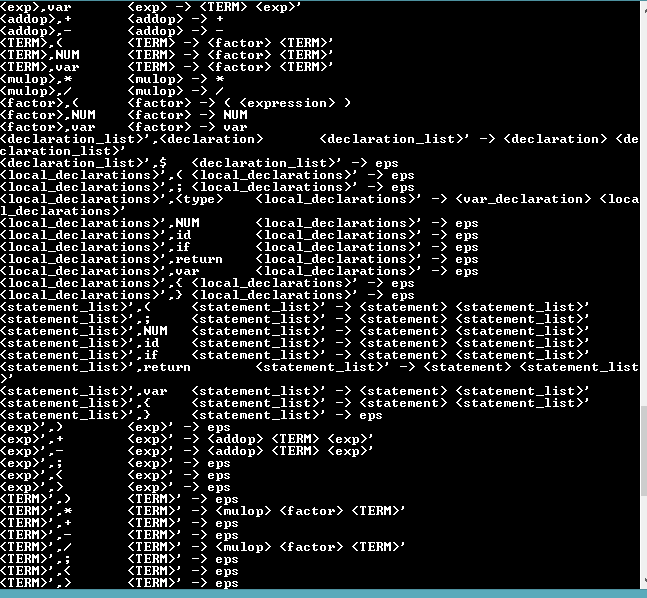 <exp>,var <exp> -> <TERM> <exp>'
<addop>,+ <addop> -> +
<addop>,- <addop> -> -
<TERM>,( <TERM> -> <factor> <TERM>'
<TERM>,NUM <TERM> -> <factor> <TERM>'
<TERM>,var <TERM> -> <factor> <TERM>'
<mulop>,* <mulop> -> *
<mulop>,/ <mulop> -> /
<factor>,( <factor> -> ( <expression> )
<factor>,NUM <factor> -> NUM
<factor>,var <factor> -> var
<declaration_list>',<declaration> <declaration_list>' -> <declaration> <de
claration_list>'
<declaration_list>',$ <declaration_list>' -> eps
<local_declarations>',( <local_declarations>' -> eps
<local_declarations>',; <local_declarations>' -> eps
<local_declarations>',<type> <local_declarations>' -> <var_declaration> <loca
l_declarations>'
<local_declarations>',NUM <local_declarations>' -> eps
<local_declarations>',id <local_declarations>' -> eps
<local_declarations>',if <local_declarations>' -> eps
<local_declarations>',return <local_declarations>' -> eps
<local_declarations>',var <local_declarations>' -> eps
<local_declarations>',{ <local_declarations>' -> eps
<local_declarations>',} <local_declarations>' -> eps
<statement_list>',( <statement_list>' -> <statement> <statement_list>'
<statement_list>',; <statement_list>' -> <statement> <statement_list>'
<statement_list>',NUM <statement_list>' -> <statement> <statement_list>'
<statement_list>',id <statement_list>' -> <statement> <statement_list>'
<statement_list>',if <statement_list>' -> <statement> <statement_list>'
<statement_list>',return <statement_list>' -> <statement> <statement_list
>'
<statement_list>',var <statement_list>' -> <statement> <statement_list>'
<statement_list>',{ <statement_list>' -> <statement> <statement_list>'
<statement_list>',} <statement_list>' -> eps
<exp>',) <exp>' -> eps
<exp>',+ <exp>' -> <addop> <TERM> <exp>'
<exp>',- <exp>' -> <addop> <TERM> <exp>'
<exp>',; <exp>' -> eps
<exp>',< <exp>' -> eps
<exp>',> <exp>' -> eps
<TERM>',) <TERM>' -> eps
<TERM>',* <TERM>' -> <mulop> <factor> <TERM>'
<TERM>',+ <TERM>' -> eps
<TERM>',- <TERM>' -> eps
<TERM>',/ <TERM>' -> <mulop> <factor> <TERM>'
<TERM>',; <TERM>' -> eps
<TERM>',< <TERM>' -> eps
<TERM>',> <TERM>' -> eps